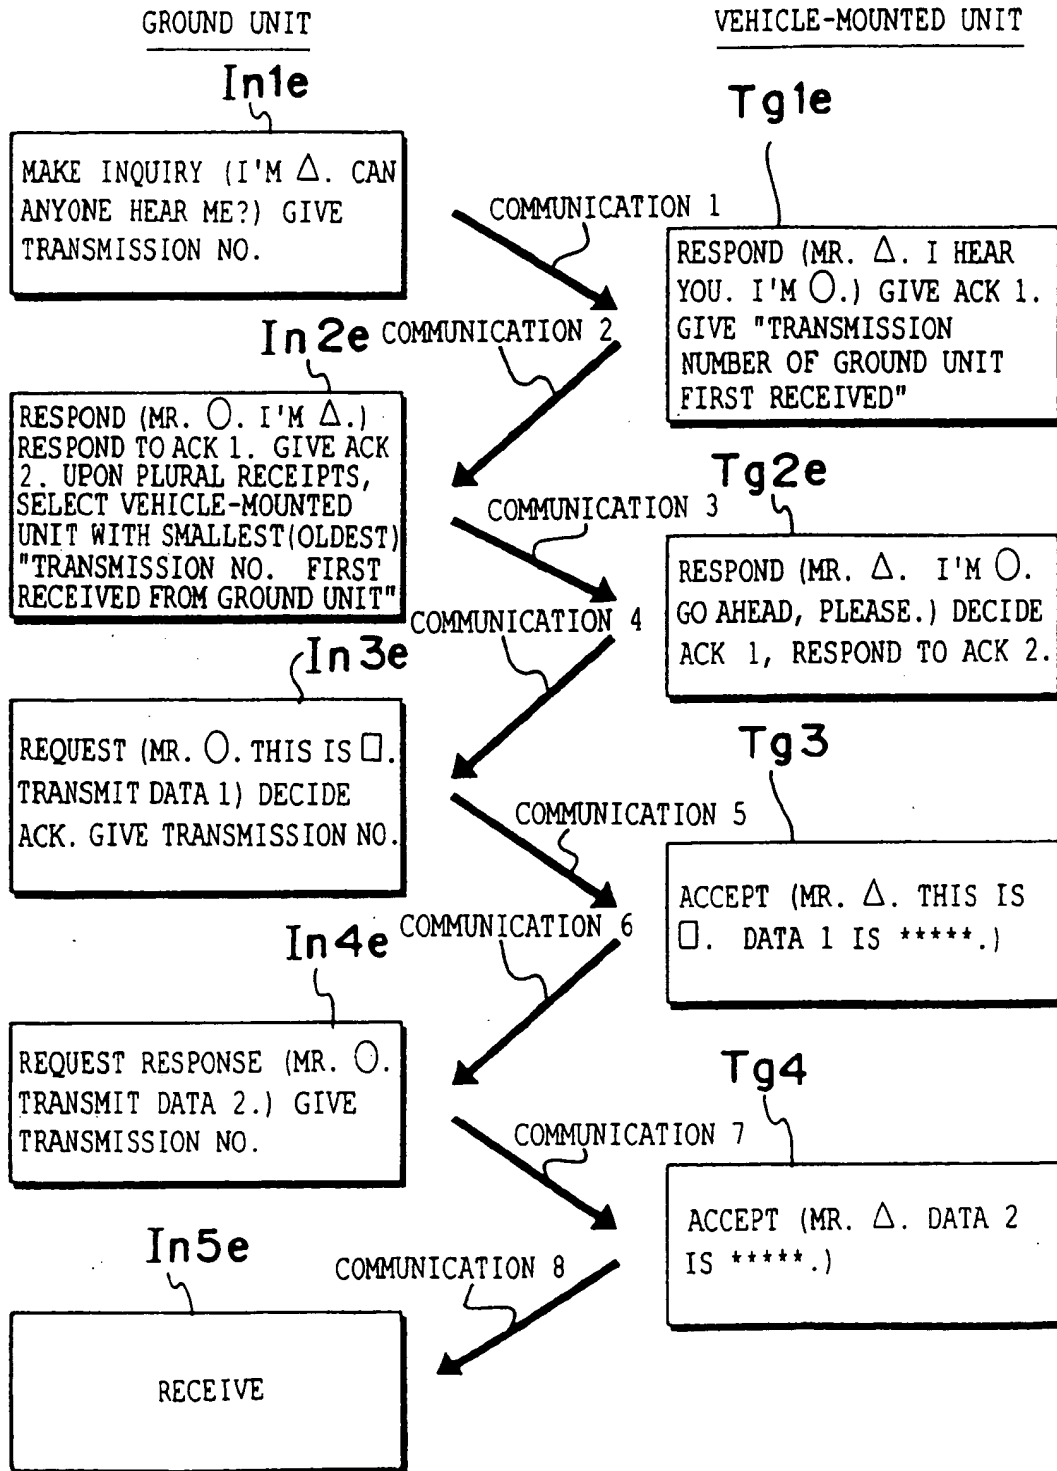 GROUND UNIT
VEHICLE-MOUNTED UNIT
In1e
Tg1e
MAKE INQUIRY (I'M △. CAN
ANYONE HEAR ME?) GIVE
TRANSMISSION NO.
COMMUNICATION 1
RESPOND (MR. △. I HEAR
YOU. I'M ○.) GIVE ACK 1.
GIVE "TRANSMISSION
NUMBER OF GROUND UNIT
FIRST RECEIVED"
In2e
COMMUNICATION 2
RESPOND (MR. ○. I'M △.)
RESPOND TO ACK 1. GIVE ACK
2. UPON PLURAL RECEIPTS,
SELECT VEHICLE-MOUNTED
UNIT WITH SMALLEST(OLDEST)
"TRANSMISSION NO. FIRST
RECEIVED FROM GROUND UNIT"
Tg2e
COMMUNICATION 3
RESPOND (MR. △. I'M ○.
GO AHEAD, PLEASE.) DECIDE
ACK 1, RESPOND TO ACK 2.
COMMUNICATION 4
In3e
REQUEST (MR. ○. THIS IS □.
TRANSMIT DATA 1) DECIDE
ACK. GIVE TRANSMISSION NO.
Tg3
COMMUNICATION 5
ACCEPT (MR. △. THIS IS
□. DATA 1 IS *****.)
In4e
COMMUNICATION 6
REQUEST RESPONSE (MR. ○.
TRANSMIT DATA 2.) GIVE
TRANSMISSION NO.
Tg4
COMMUNICATION 7
ACCEPT (MR. △. DATA 2
IS *****.)
In5e
COMMUNICATION 8
RECEIVE